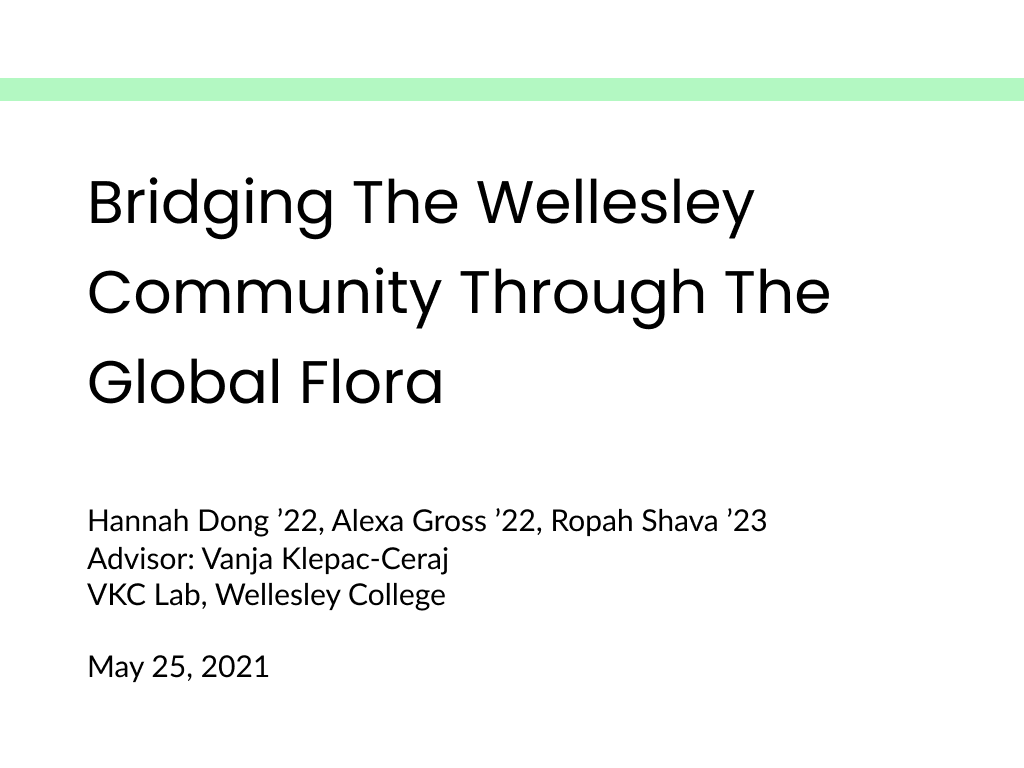 Bridging The Wellesley
Community Through The
Global Flora
Hannah Dong ’22, Alexa Gross ’22, Ropah Shava ’23
Advisor: Vanja Klepac-Ceraj
VKC Lab, Wellesley College
May 25, 2021